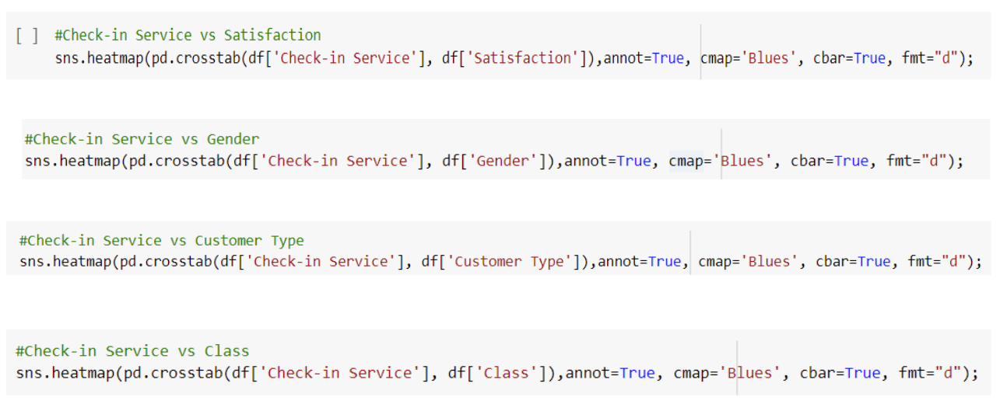 [ ] #Check-in Service vs Satisfaction
sns.heatmap(pd.crosstab(df['Check-in Service'], df['Satisfaction']),annot=True, cmap='Blues', cbar=True, fmt="d");
#Check-in Service vs Gender
sns.heatmap(pd.crosstab(df['Check-in Service'], df['Gender']),annot=True, cmap='Blues', cbar=True, fmt="d");
#Check-in Service vs Customer Type
sns.heatmap(pd.crosstab(df['Check-in Service'], df['Customer Type']),annot=True, cmap='Blues', cbar=True, fmt="d");
#Check-in Service vs Class
sns.heatmap(pd.crosstab(df['Check-in Service'], df['Class']),annot=True, cmap='Blues', cbar=True, fmt="d");